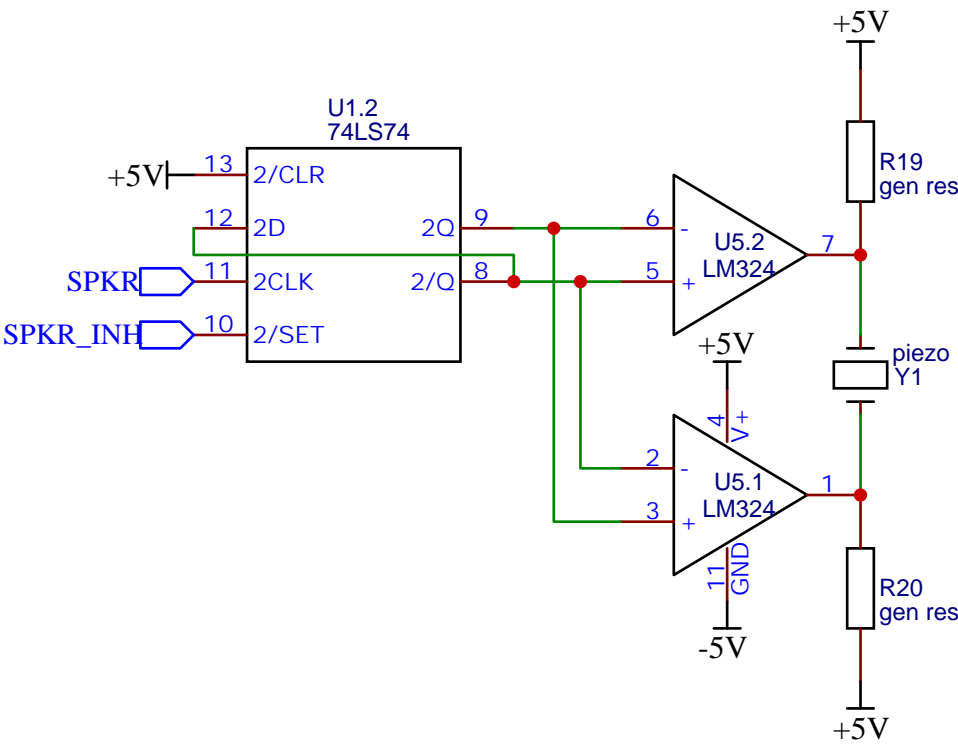 +5V
U1.2
74LS74
+5V
13
2/CLR
12
2D
2Q
9
SPKR
11
2CLK
2/Q
8
SPKR_INH
10
2/SET
6
-
5
+
U5.2
LM324
7
R19
gen res
+5V
4
V+
piezo
Y1
2
-
3
+
U5.1
LM324
1
11
GND
-5V
R20
gen res
+5V